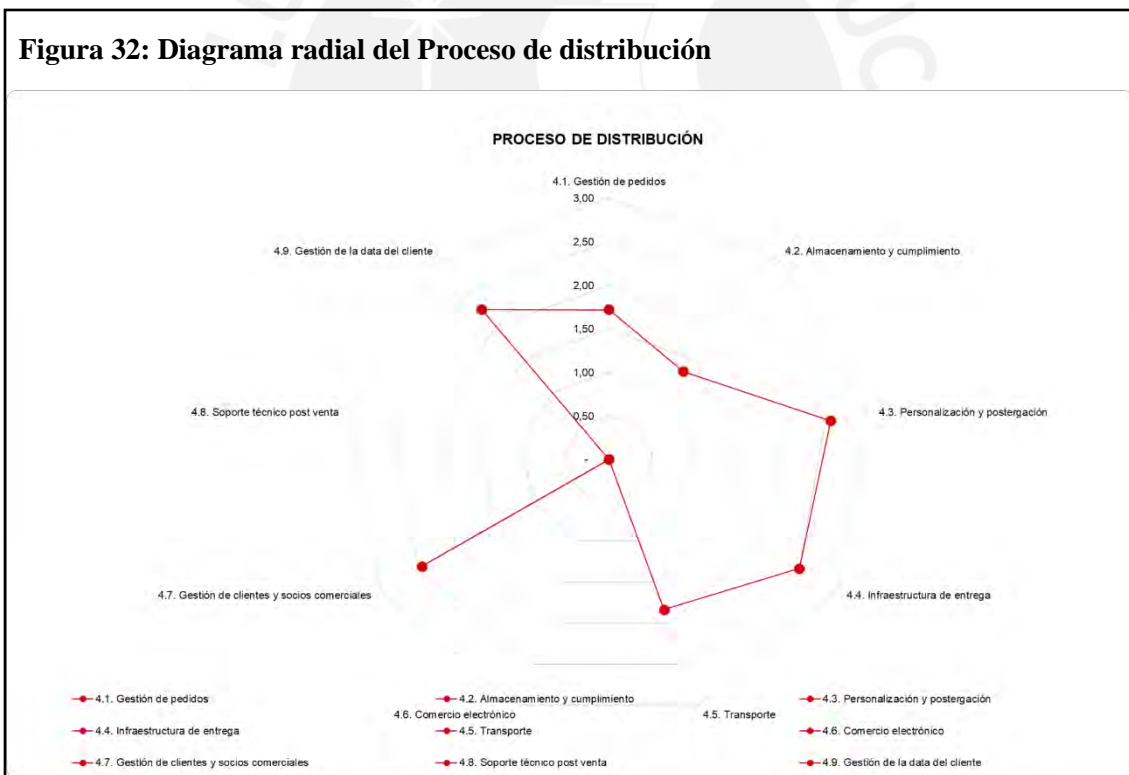 Figura 32: Diagrama radial del Proceso de distribución
PROCESO DE DISTRIBUCIÓN
4.1. Gestión de pedidos
3,00
2,50
4.9. Gestión de la data del cliente
4.2. Almacenamiento y cumplimiento
2,00
1,50
1,00
4.8. Soporte técnico post venta
4.3. Personalización y postergación
0,50
-
4.7. Gestión de clientes y socios comerciales
4.4. Infraestructura de entrega
4.1. Gestión de pedidos
4.2. Almacenamiento y cumplimiento
4.3. Personalización y postergación
4.6. Comercio electrónico
4.5. Transporte
4.4. Infraestructura de entrega
4.5. Transporte
4.6. Comercio electrónico
4.7. Gestión de clientes y socios comerciales
4.8. Soporte técnico post venta
4.9. Gestión de la data del cliente